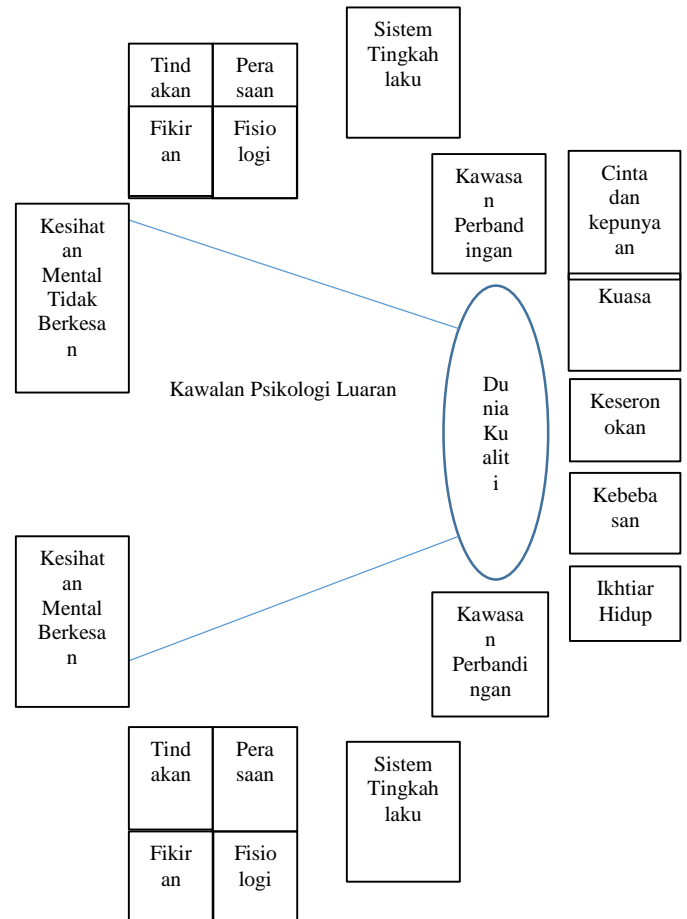 Sistem
Tingkah
laku
Tind
akan
Pera
saan
Fikir
an
Fisio
logi
Kawasa
n
Perband
ingan
Cinta
dan
kepunya
an
Kesihat
an
Mental
Tidak
Berkesa
n
Kuasa
Kawalan Psikologi Luaran
Du
nia
Ku
alit
i
Keseron
okan
Kebeba
san
Kesihat
an
Mental
Berkesa
n
Ikhtiar
Hidup
Kawasa
n
Perbandi
ngan
Tind
akan
Pera
saan
Sistem
Tingkah
laku
Fikir
an
Fisio
logi